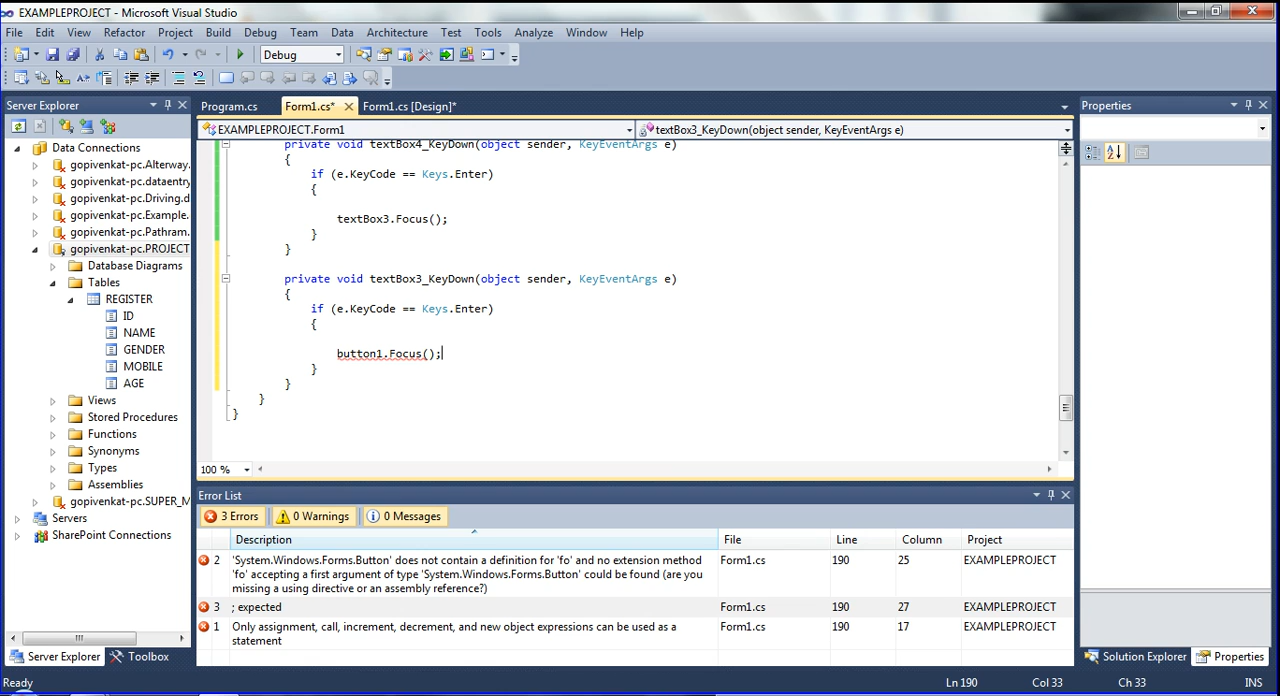 EXAMPLEPROJECT - Microsoft Visual Studio
File Edit View Refactor Project Build Debug Team Data Architecture Test Tools Analyze Window Help
Debug
Server Explorer
Data Connections
gopivenkat-pc.Alterway.
gopivenkat-pc.dataentry
gopivenkat-pc.Driving.d
gopivenkat-pc.Example.
gopivenkat-pc.Pathram.
gopivenkat-pc.PROJECT
Database Diagrams
Tables
REGISTER
ID
NAME
GENDER
MOBILE
AGE
Views
Stored Procedures
Functions
Synonyms
Types
Assemblies
gopivenkat-pc.SUPER_M
Servers
SharePoint Connections
Server Explorer Toolbox
Program.cs Form1.cs* Form1.cs [Design]*
EXAMPLEPROJECT.Form1 textBox3_KeyDown(object sender, KeyEventArgs e)
private void textBox4_KeyDown(object sender, KeyEventArgs e)
{
if (e.KeyCode == Keys.Enter)
{
textBox3.Focus();
}
}
private void textBox3_KeyDown(object sender, KeyEventArgs e)
{
if (e.KeyCode == Keys.Enter)
{
button1.Focus();
}
}
}
}
100 %
Error List
3 Errors 0 Warnings 0 Messages
Description File Line Column Project
2 'System.Windows.Forms.Button' does not contain a definition for 'fo' and no extension method Form1.cs 190 25 EXAMPLEPROJECT
'fo' accepting a first argument of type 'System.Windows.Forms.Button' could be found (are you
missing a using directive or an assembly reference?)
3 ; expected Form1.cs 190 27 EXAMPLEPROJECT
1 Only assignment, call, increment, decrement, and new object expressions can be used as a Form1.cs 190 17 EXAMPLEPROJECT
statement
Properties
Solution Explorer Properties
Ready Ln 190 Col 33 Ch 33 INS